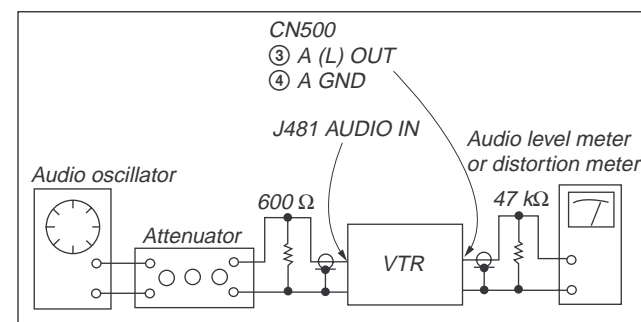 CN500
③ A (L) OUT
④ A GND
J481 AUDIO IN
Audio level meter
or distortion meter
Audio oscillator
600 Ω
47 kΩ
Attenuator
VTR